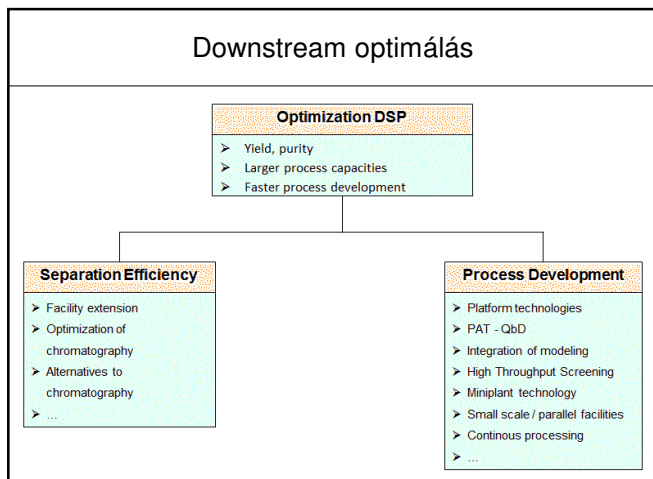 Downstream optimálás
Optimization DSP
➢ Yield, purity
➢ Larger process capacities
➢ Faster process development
Separation Efficiency
➢ Facility extension
➢ Optimization of
chromatography
➢ Alternatives to
chromatography
➢ ...
Process Development
➢ Platform technologies
➢ PAT - QbD
➢ Integration of modeling
➢ High Throughput Screening
➢ Miniplant technology
➢ Small scale / parallel facilities
➢ Continous processing
➢ ...